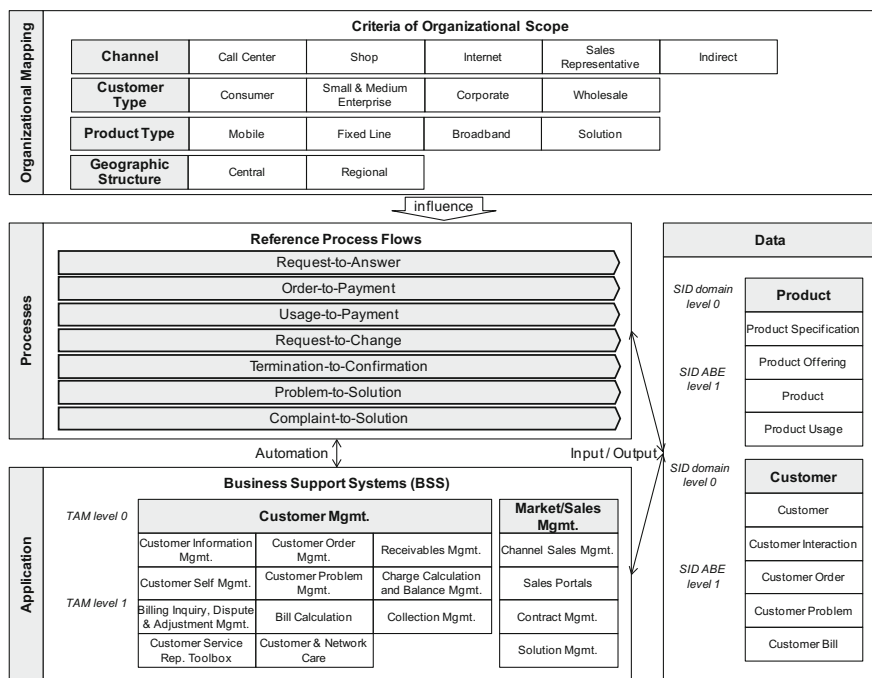 Organizational Mapping
Criteria of Organizational Scope
Channel
Call Center
Shop
Internet
Sales
Representative
Indirect
Customer
Type
Consumer
Small & Medium
Enterprise
Corporate
Wholesale
Product Type
Mobile
Fixed Line
Broadband
Solution
Geographic
Structure
Central
Regional
influence
Processes
Reference Process Flows
Request-to-Answer
Order-to-Payment
Usage-to-Payment
Request-to-Change
Termination-to-Confirmation
Problem-to-Solution
Complaint-to-Solution
Automation
Input / Output
Application
Business Support Systems (BSS)
TAM level 0
Customer Mgmt.
Market/Sales
Mgmt.
TAM level 1
Customer Information
Mgmt.
Customer Order
Mgmt.
Receivables Mgmt.
Channel Sales Mgmt.
Customer Self Mgmt.
Customer Problem
Mgmt.
Charge Calculation
and Balance Mgmt.
Sales Portals
Billing Inquiry, Dispute
& Adjustment Mgmt.
Bill Calculation
Collection Mgmt.
Contract Mgmt.
Customer Service
Rep. Toolbox
Customer & Network
Care
Solution Mgmt.
Data
SID domain
level 0
Product
SID ABE
level 1
Product Specification
Product Offering
Product
Product Usage
SID domain
level 0
Customer
SID ABE
level 1
Customer
Customer Interaction
Customer Order
Customer Problem
Customer Bill